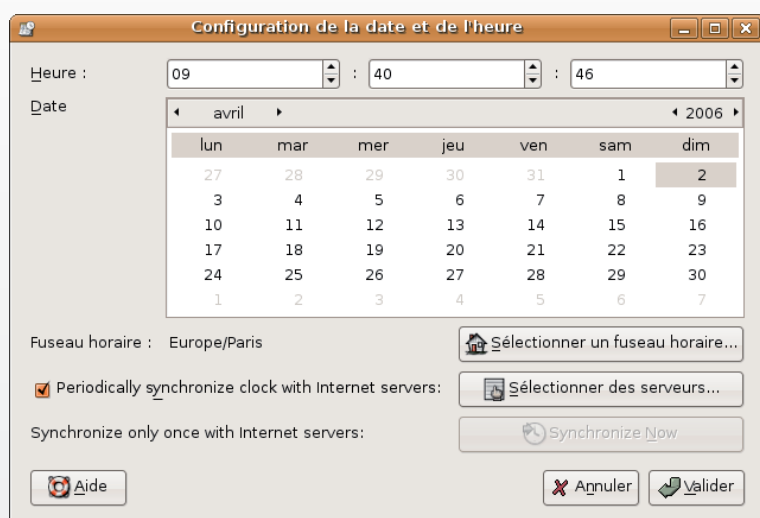 Configuration de la date et de l'heure
Heure : 09 : 40 : 46
Date avril 2006
lun mar mer jeu ven sam dim
27 28 29 30 31 1 2
3 4 5 6 7 8 9
10 11 12 13 14 15 16
17 18 19 20 21 22 23
24 25 26 27 28 29 30
1 2 3 4 5 6 7
Fuseau horaire : Europe/Paris Sélectionner un fuseau horaire...
Periodically synchronize clock with Internet servers: Sélectionner des serveurs...
Synchronize only once with Internet servers: Synchronize Now
Aide Annuler Valider